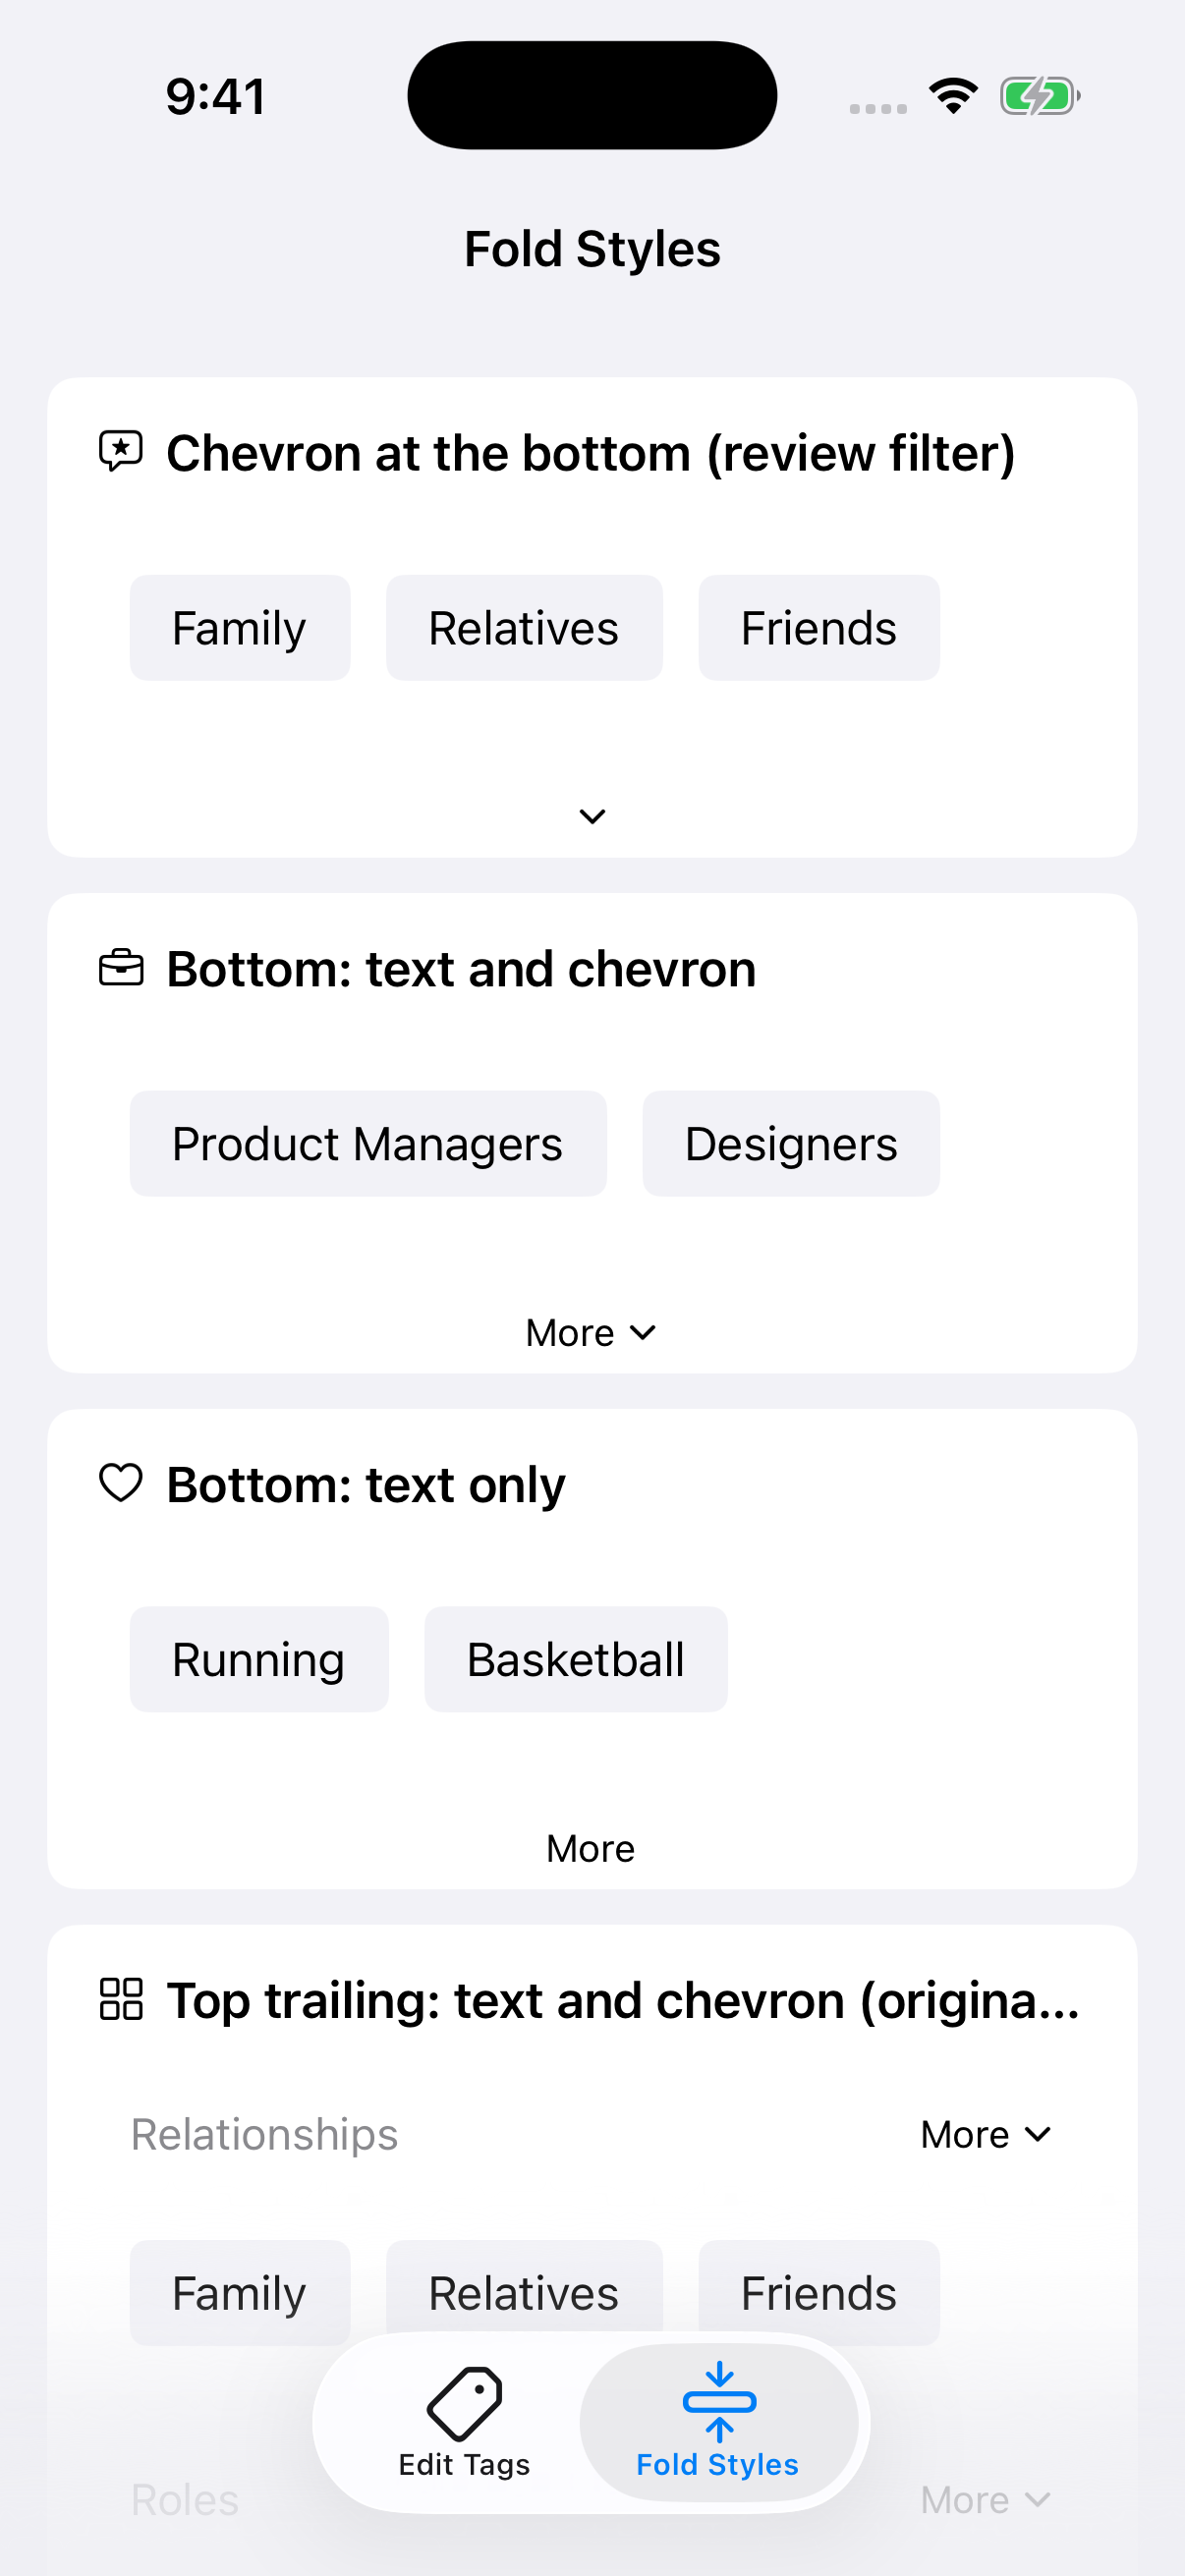 9:41
Fold Styles
Chevron at the bottom (review filter)
Family Relatives Friends
Bottom: text and chevron
Product Managers Designers
More
Bottom: text only
Running Basketball
More
Top trailing: text and chevron (origina...
Relationships More
Family Relatives Friends
Roles More
Edit Tags Fold Styles